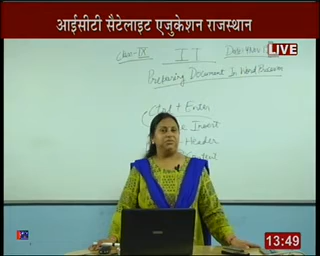 आईसीटी सैटेलाइट एजुकेशन राजस्थान
Class-IX
IT
LIVE
Preparing Document In Word Processor
Ctrl + Enter
Insert
Header
13:49